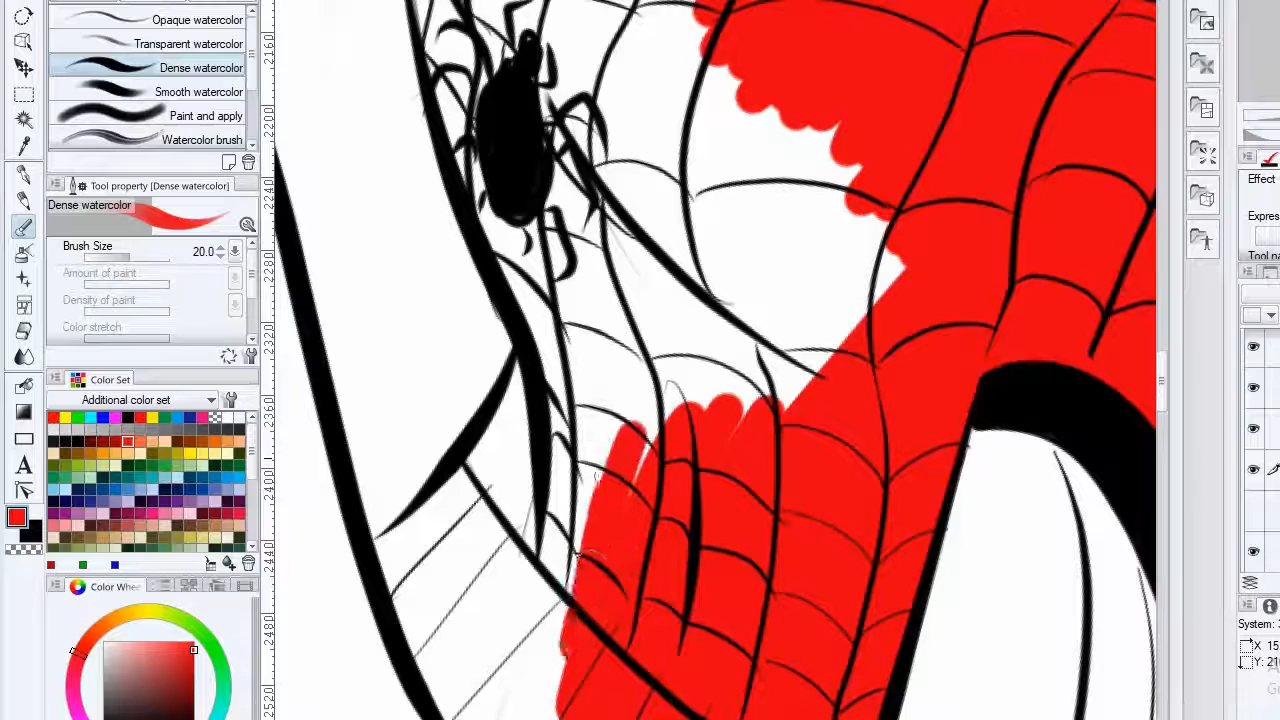 Opaque watercolor
Transparent watercolor
Dense watercolor
Smooth watercolor
Paint and apply
Watercolor brush
Tool property [Dense watercolor]
Dense watercolor
Brush Size 20.0
Amount of paint
Density of paint
Color stretch
Color Set
Additional color set
Color Whee
2160
2200
2240
2280
2320
2360
2400
2440
2480
2520
Effect
Expres
Tool na
System:
X 15
Y: 21